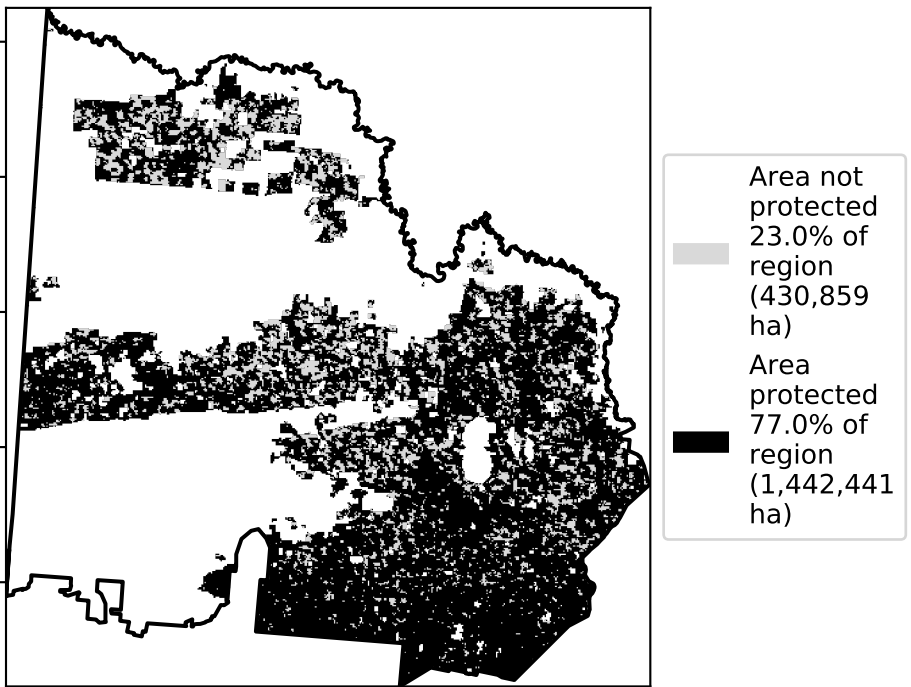 Area not
protected
23.0% of
region
(430,859
ha)
Area
protected
77.0% of
region
(1,442,441
ha)